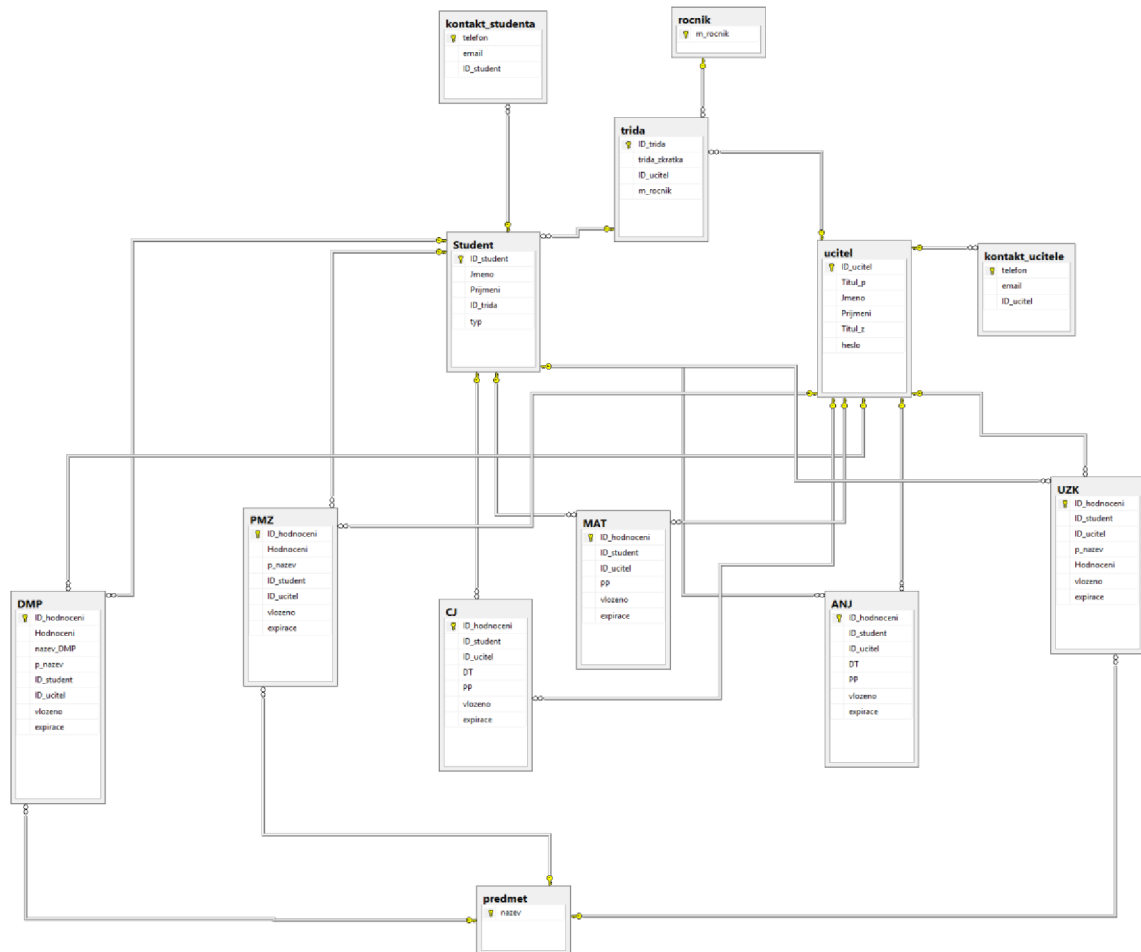 kontakt_studenta
telefon
email
ID_student
rocnik
m_rocnik
trida
ID_trida
trida_zkratka
ID_ucitel
m_rocnik
Student
ID_student
Jmeno
Prijmeni
ID_trida
typ
ucitel
ID_ucitel
Titul_p
Jmeno
Prijmeni
Titul_z
heslo
kontakt_ucitele
telefon
email
ID_ucitel
DMP
ID_hodnoceni
Hodnoceni
nazev_DMP
p_nazev
ID_student
ID_ucitel
vlozeno
expirace
PMZ
ID_hodnoceni
Hodnoceni
p_nazev
ID_student
ID_ucitel
vlozeno
expirace
CJ
ID_hodnoceni
ID_student
ID_ucitel
DT
PP
vlozeno
expirace
MAT
ID_hodnoceni
ID_student
ID_ucitel
PP
vlozeno
expirace
ANJ
ID_hodnoceni
ID_student
ID_ucitel
DT
PP
vlozeno
expirace
UZK
ID_hodnoceni
ID_student
ID_ucitel
p_nazev
Hodnoceni
vlozeno
expirace
predmet
nazev